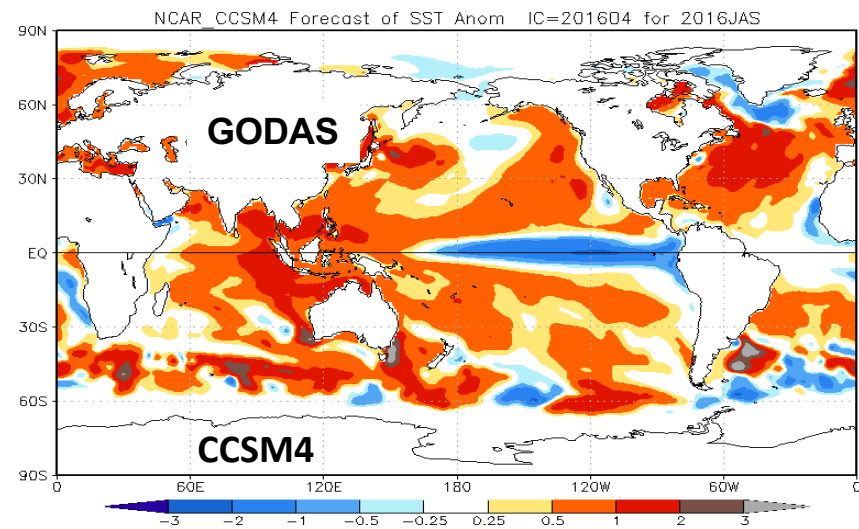 NCAR_CCSM4 Forecast of SST Anom IC=201604 for 2016JAS
90N
60N
GODAS
30N
EQ
30S
60S
CCSM4
90S
0 60E 120E 180 120W 60W 0
-3 -2 -1 -0.5 -0.25 0.25 0.5 1 2 3